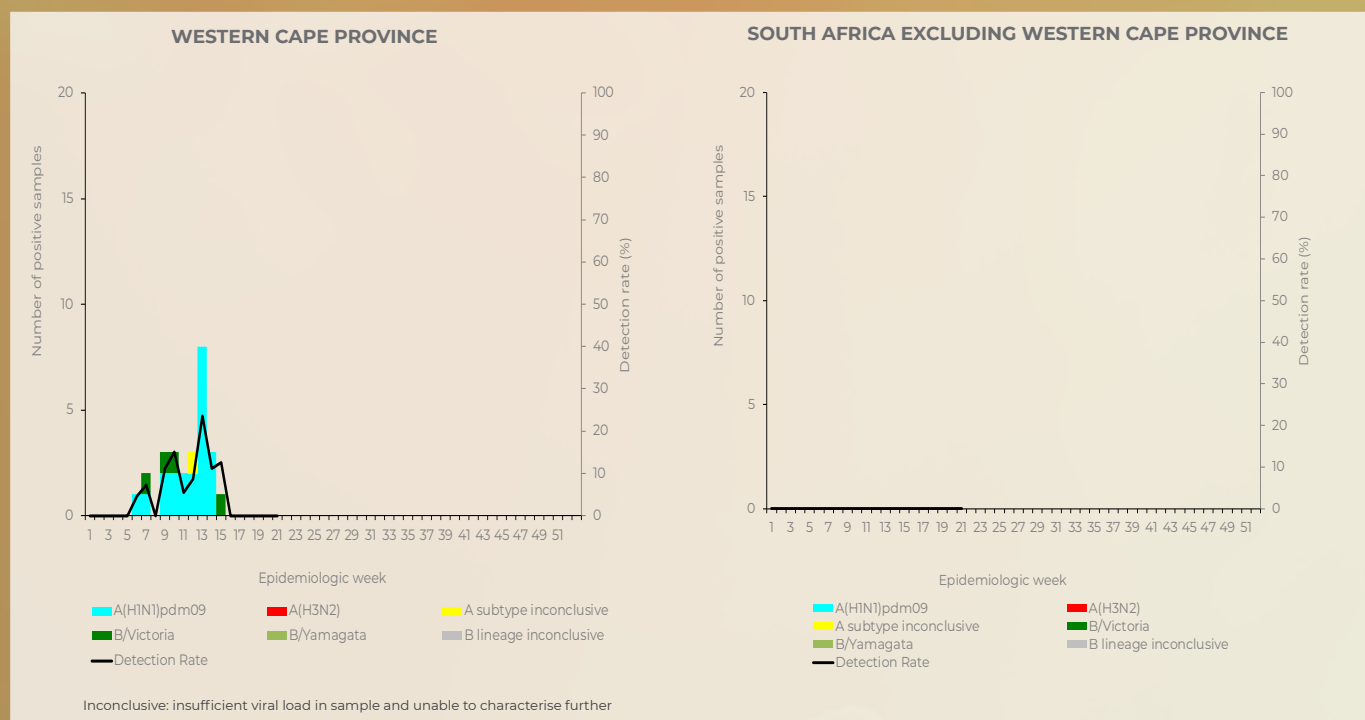 WESTERN CAPE PROVINCE
20
15
10
5
0
Number of positive samples
100
90
80
70
60
50
40
30
20
10
0
Detection rate (%)
1 3 5 7 9 11 13 15 17 19 21 23 25 27 29 31 33 35 37 39 41 43 45 47 49 51
Epidemiologic week
A(H1N1)pdm09 A(H3N2) A subtype inconclusive
B/Victoria B/Yamagata B lineage inconclusive
Detection Rate
Inconclusive: insufficient viral load in sample and unable to characterise further
SOUTH AFRICA EXCLUDING WESTERN CAPE PROVINCE
20
15
10
5
0
Number of positive samples
100
90
80
70
60
50
40
30
20
10
0
Detection rate (%)
1 3 5 7 9 11 13 15 17 19 21 23 25 27 29 31 33 35 37 39 41 43 45 47 49 51
Epidemiologic week
A(H1N1)pdm09 A(H3N2)
A subtype inconclusive B/Victoria
B/Yamagata B lineage inconclusive
Detection Rate